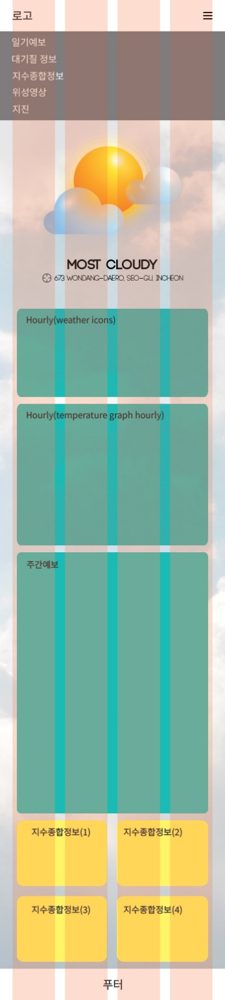 로고
일기예보
대기질 정보
지수종합정보
위성영상
지진
MOST CLOUDY
673 WONDANG-DAERO, SEO-GU, INCHEON
Hourly(weather icons)
Hourly(temperature graph hourly)
주간예보
지수종합정보(1) 지수종합정보(2)
지수종합정보(3) 지수종합정보(4)
푸터